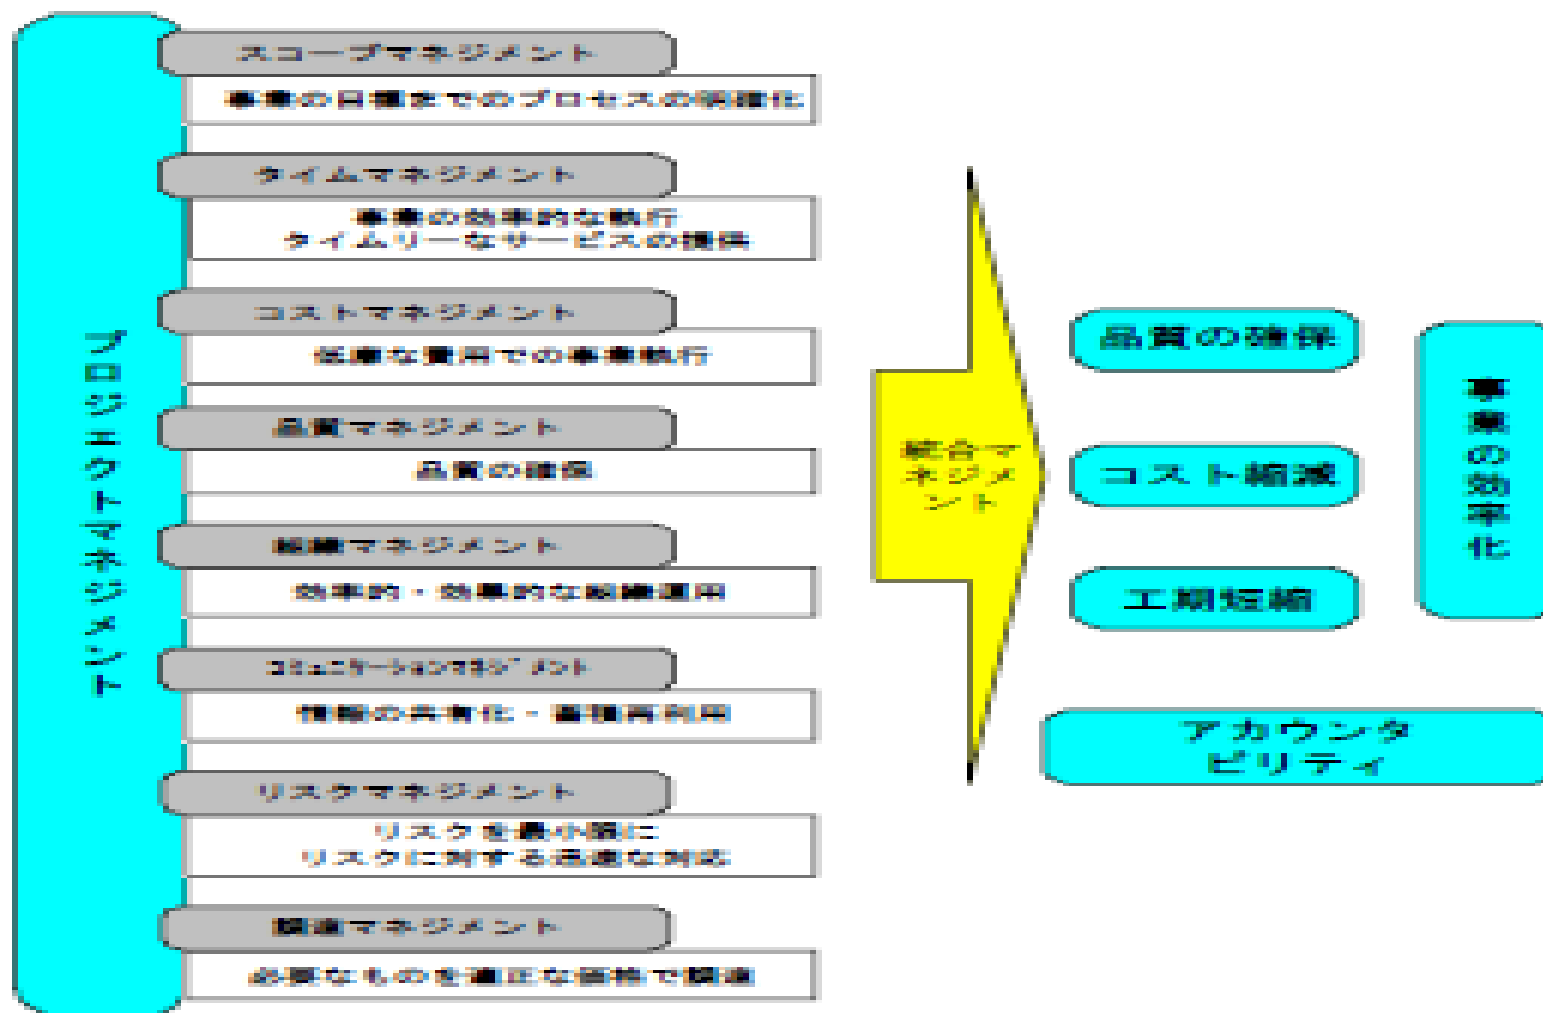 プロジェクトマネジメント
スコープマネジメント
事業の目標までのプロセスの明確化
タイムマネジメント
事業の効率的な執行
タイムリーなサービスの提供
コストマネジメント
低廉な費用での事業執行
品質マネジメント
品質の確保
組織マネジメント
効率的・効果的な組織運用
コミュニケーションマネジメント
情報の共有化・蓄積再利用
リスクマネジメント
リスクを最小限に
リスクに対する迅速な対応
調達マネジメント
必要なものを適正な価格で調達
統合マ
ネジメ
ント
品質の確保
コスト縮減
工期短縮
事業の効率化
アカウンタ
ビリティ